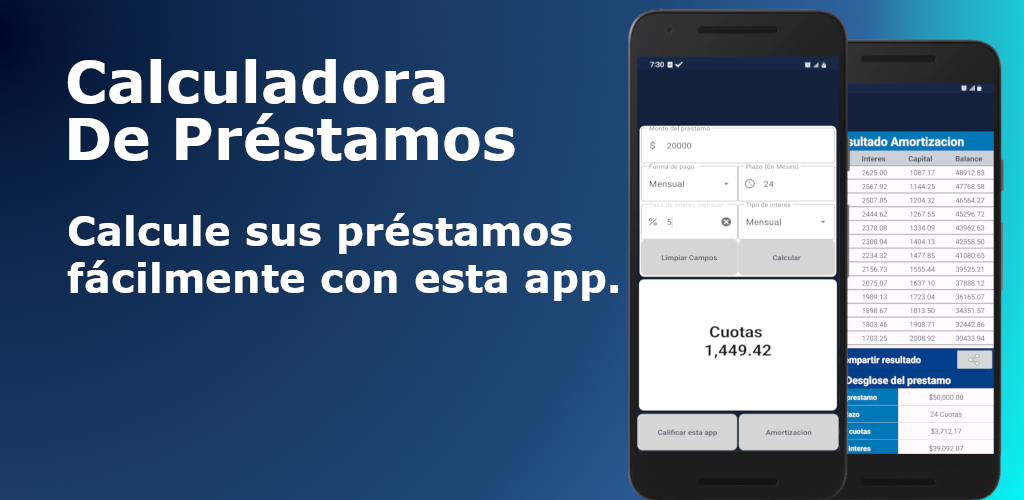 Calculadora
De Préstamos
Calcule sus préstamos
fácilmente con esta app.
7:30
Monto del prestamo
$ 20000
Forma de pago Plazo (En Meses)
Mensual 24
Tasa de interes mensual Tipo de interes
% 5 Mensual
Limpiar Campos Calcular
Cuotas
1,449.42
Calificar esta app Amortizacion
sultado Amortizacion
Interes Capital Balance
2625.00 1087.17 48912.83
2567.92 1144.25 47768.58
2507.85 1204.32 46564.27
2444.62 1267.55 45296.72
2378.08 1334.09 43962.63
2308.04 1404.13 42558.50
2234.32 1477.85 41080.65
2156.73 1555.44 39525.21
2075.07 1637.10 37888.12
1989.13 1723.04 36165.07
1898.67 1813.50 34351.57
1803.46 1908.71 32442.86
1703.25 2008.92 30433.94
ompartir resultado
Desglose del prestamo
prestamo $50,000.00
lazo 24 Cuotas
cuotas $3,712.17
interes $39,092.07